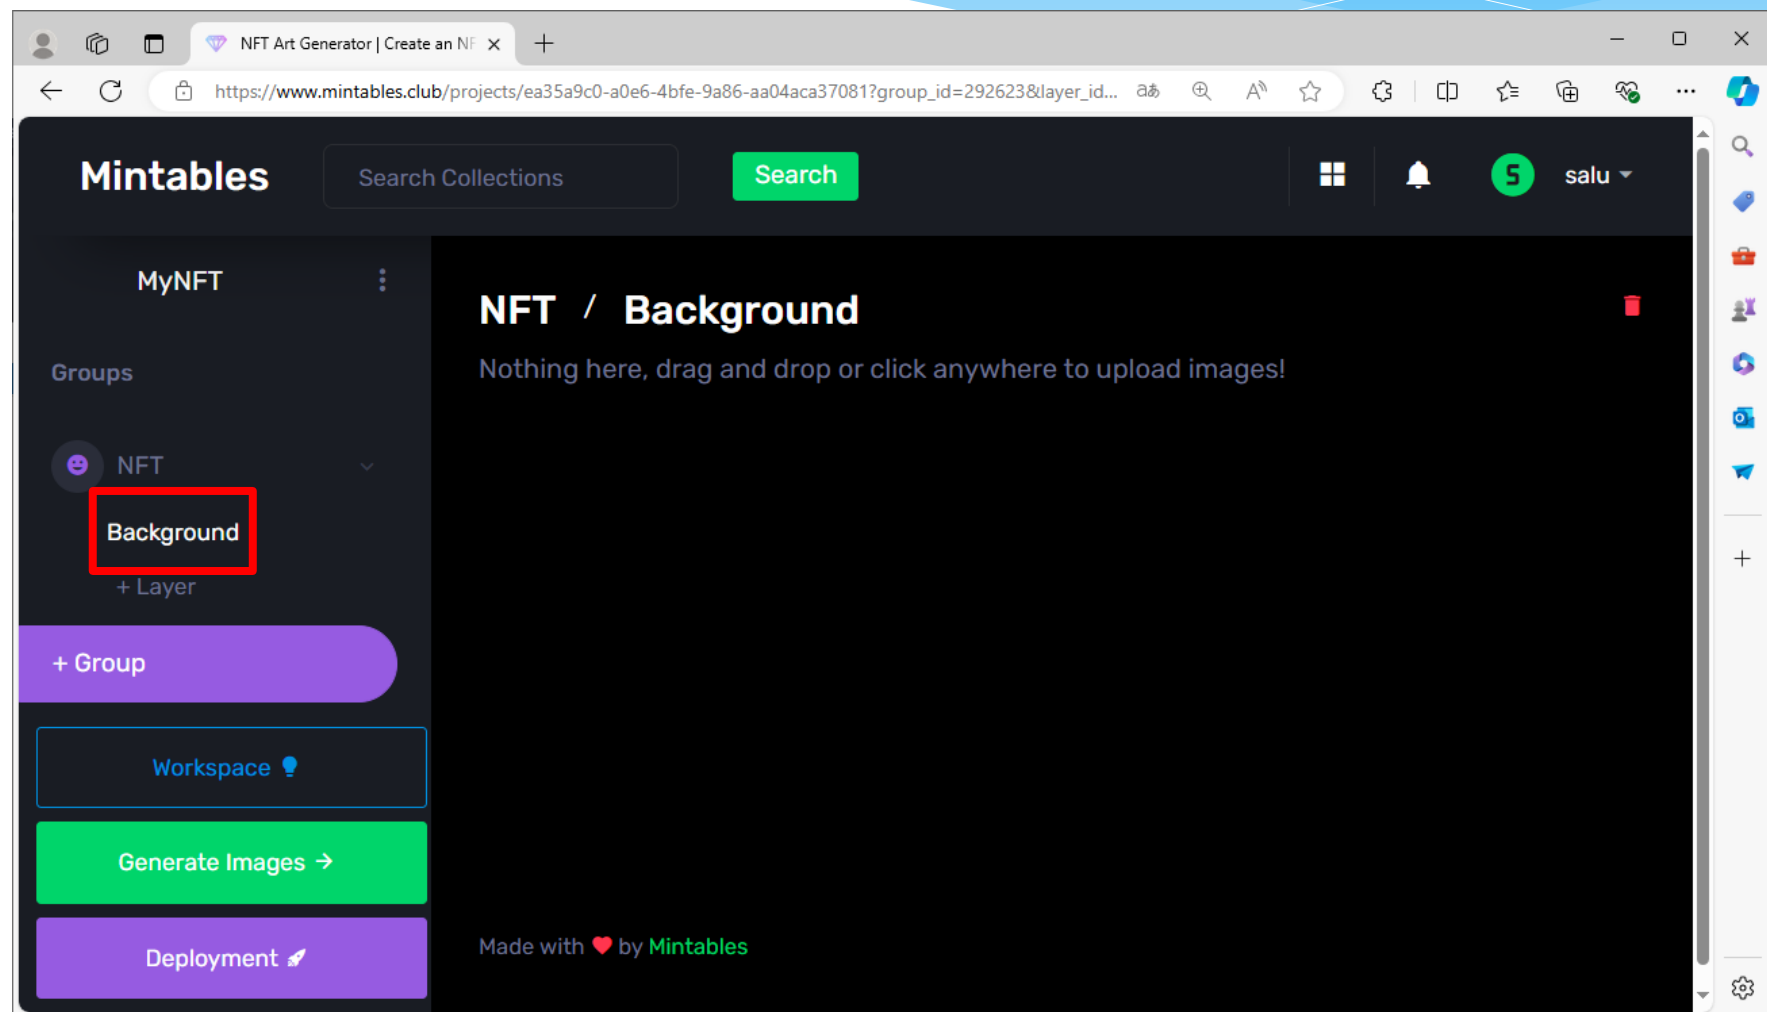 NFT Art Generator | Create an NF
https://www.mintables.club/projects/ea35a9c0-a0e6-4bfe-9a86-aa04aca37081?group_id=292623&layer_id...
aあ
A
Mintables
Search Collections
Search
S
salu
MyNFT
NFT / Background
Nothing here, drag and drop or click anywhere to upload images!
Groups
NFT
Background
+ Layer
+ Group
Workspace
Generate Images →
Deployment
Made with ❤ by Mintables